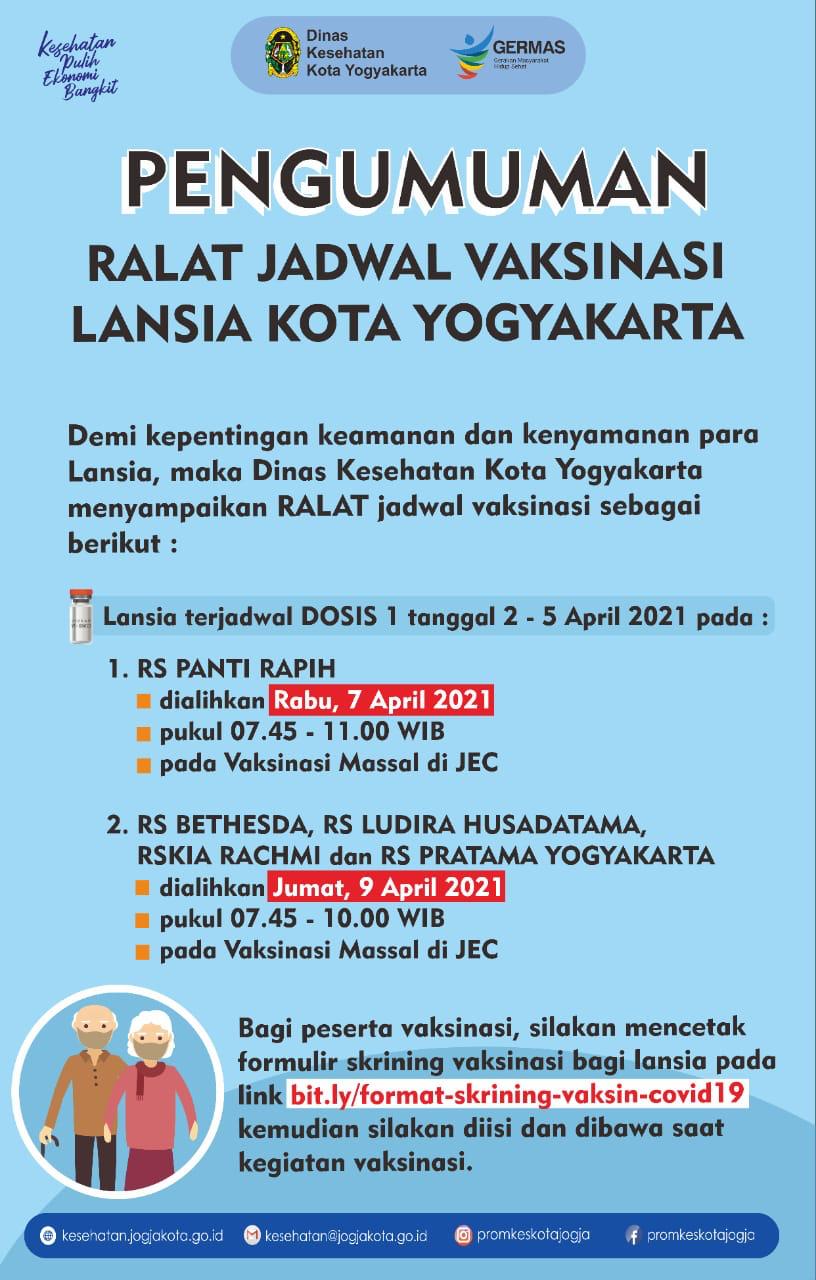 Kesehatan
Pulih
Ekonomi
Bangkit
Dinas
Kesehatan
Kota Yogyakarta
GERMAS
Gerakan Masyarakat
Hidup Sehat
PENGUMUMAN
RALAT JADWAL VAKSINASI
LANSIA KOTA YOGYAKARTA
Demi kepentingan keamanan dan kenyamanan para
Lansia, maka Dinas Kesehatan Kota Yogyakarta
menyampaikan RALAT jadwal vaksinasi sebagai
berikut :
Lansia terjadwal DOSIS 1 tanggal 2 - 5 April 2021 pada :
1. RS PANTI RAPIH
dialihkan Rabu, 7 April 2021
pukul 07.45 - 11.00 WIB
pada Vaksinasi Massal di JEC
2. RS BETHESDA, RS LUDIRA HUSADATAMA,
RSKIA RACHMI dan RS PRATAMA YOGYAKARTA
dialihkan Jumat, 9 April 2021
pukul 07.45 - 10.00 WIB
pada Vaksinasi Massal di JEC
Bagi peserta vaksinasi, silakan mencetak
formulir skrining vaksinasi bagi lansia pada
link bit.ly/format-skrining-vaksin-covid19
kemudian silakan diisi dan dibawa saat
kegiatan vaksinasi.
kesehatan.jogjakota.go.id kesehatan@jogjakota.go.id promkeskotajogja promkeskotajogja